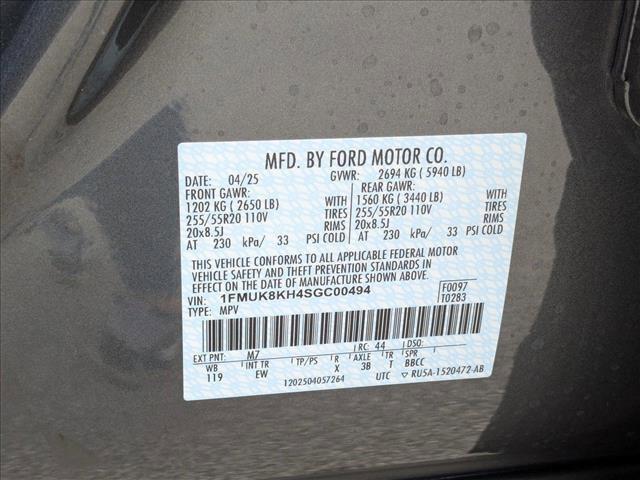 MFD. BY FORD MOTOR CO.
DATE: 04/25 GVWR: 2694 KG ( 5940 LB)
FRONT GAWR: REAR GAWR:
1202 KG ( 2650 LB) WITH 1560 KG ( 3440 LB) WITH
255/55R20 110V TIRES 255/55R20 110V TIRES
20x8.5J RIMS 20x8.5J RIMS
AT 230 kPa/ 33 PSI COLD AT 230 kPa/ 33 PSI COLD
THIS VEHICLE CONFORMS TO ALL APPLICABLE FEDERAL MOTOR
VEHICLE SAFETY AND THEFT PREVENTION STANDARDS IN
EFFECT ON THE DATE OF MANUFACTURE SHOWN ABOVE.
VIN: 1FMUK8KH4SGC00494 F0097
TYPE: MPV T0283
EXT PNT: M7 RC: 44 DSO:
WB INT TR TP/PS R AXLE TR SPR
119 EW X 3B T BBCC
1202504057264 UTC RU5A-1520472-AB